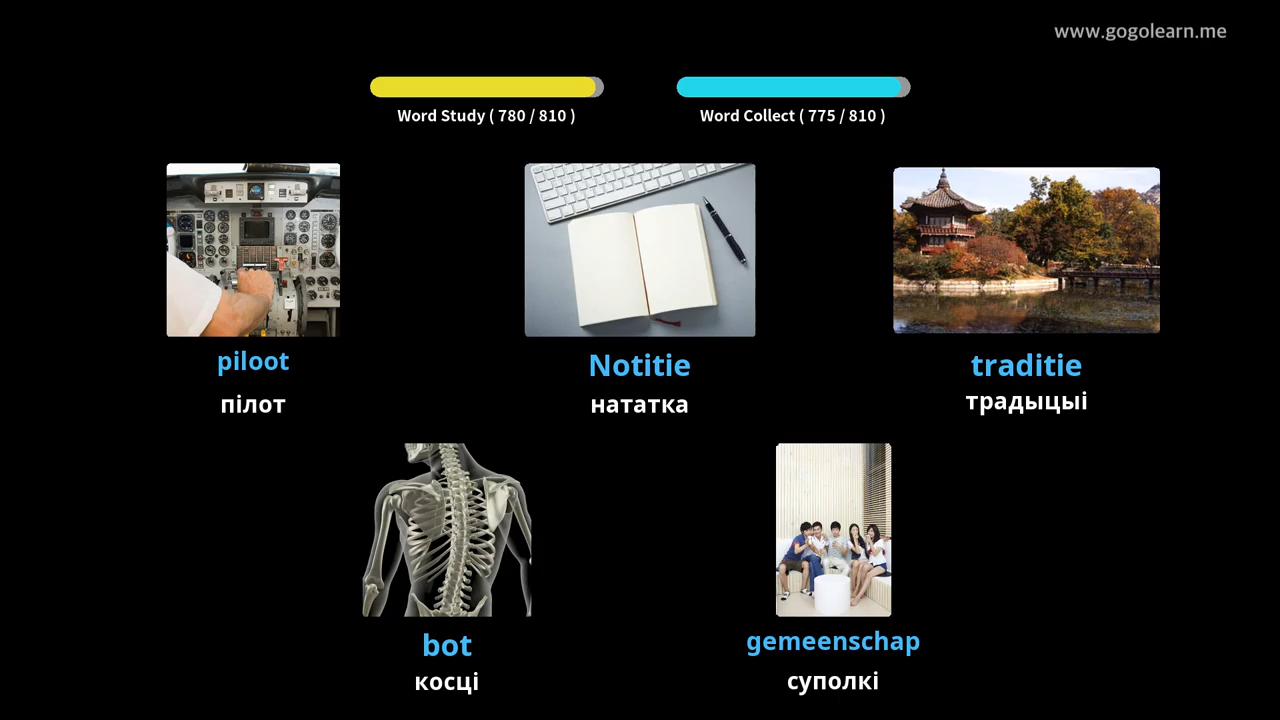 www.gogolearn.me
Word Study ( 780 / 810 )
Word Collect ( 775 / 810 )
piloot
пілот
Notitie
нататка
traditie
традыцыі
bot
косці
gemeenschap
суполкі